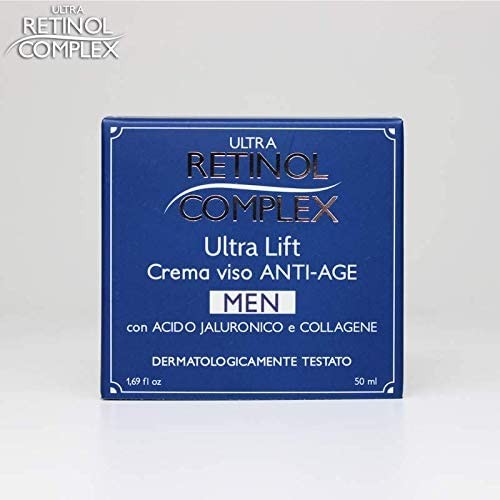 ULTRA
RETINOL
COMPLEX
ULTRA
RETINOL
COMPLEX
Ultra Lift
Crema viso ANTI-AGE
MEN
con ACIDO JALURONICO e COLLAGENE
DERMATOLOGICAMENTE TESTATO
1,69 fl oz 50 ml